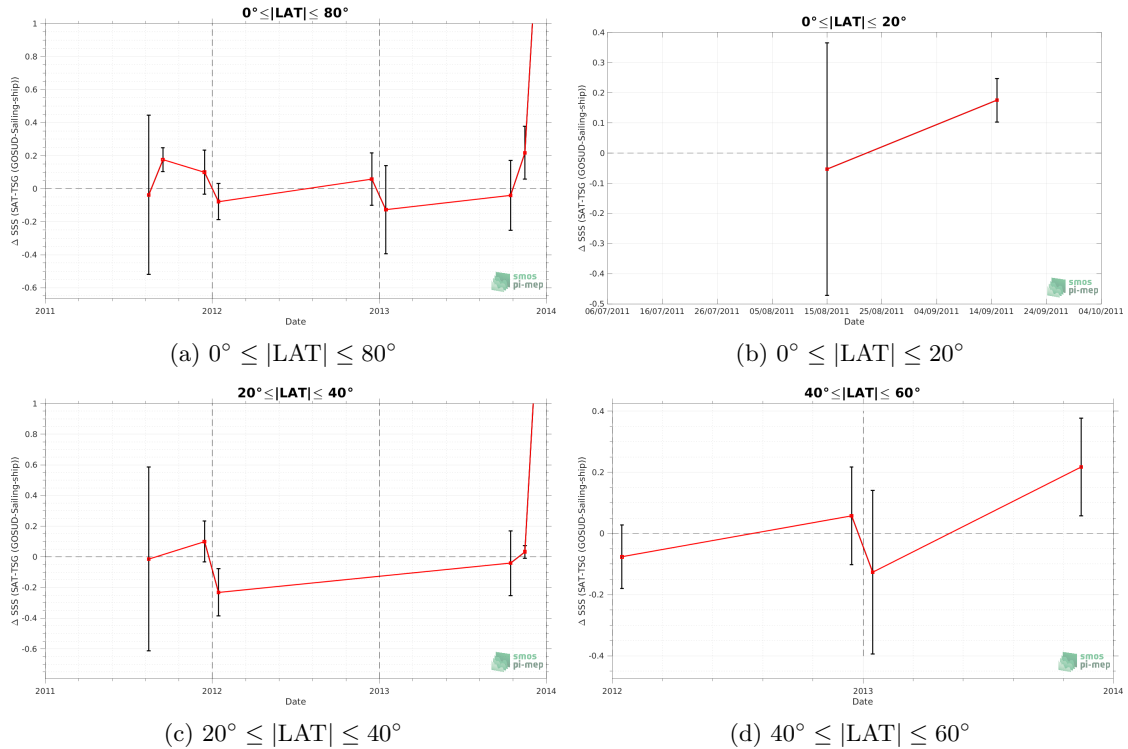 0°≤|LAT|≤ 80°
Δ SSS (SAT-TSG (GOSUD-Sailing-ship))
1
0.8
0.6
0.4
0.2
0
-0.2
-0.4
-0.6
2011
2012
2013
2014
Date
smos
pi-mep
(a) 0° ≤ |LAT| ≤ 80°
0°≤|LAT|≤ 20°
Δ SSS (SAT-TSG (GOSUD-Sailing-ship))
0.4
0.3
0.2
0.1
0
-0.1
-0.2
-0.3
-0.4
-0.5
06/07/2011
16/07/2011
26/07/2011
05/08/2011
15/08/2011
25/08/2011
04/09/2011
14/09/2011
24/09/2011
04/10/2011
Date
smos
pi-mep
(b) 0° ≤ |LAT| ≤ 20°
20°≤|LAT|≤ 40°
Δ SSS (SAT-TSG (GOSUD-Sailing-ship))
1
0.8
0.6
0.4
0.2
0
-0.2
-0.4
-0.6
2011
2012
2013
2014
Date
smos
pi-mep
(c) 20° ≤ |LAT| ≤ 40°
40°≤|LAT|≤ 60°
Δ SSS (SAT-TSG (GOSUD-Sailing-ship))
0.4
0.2
0
-0.2
-0.4
2012
2013
2014
Date
smos
pi-mep
(d) 40° ≤ |LAT| ≤ 60°